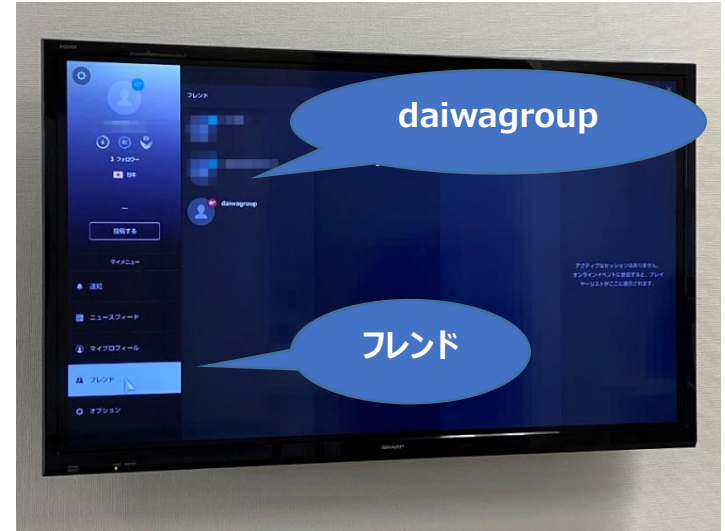 AQUOS
フレンド
daiwagroup
daiwagroup
3 フォロワー
日本
投稿する
マイメニュー
通知
ニュースフィード
マイプロフィール
フレンド
オプション
フレンド
アクティブなセッションはありません。
オンラインイベントに参加すると、プレイ
ヤーリストがここに表示されます。
SHARP